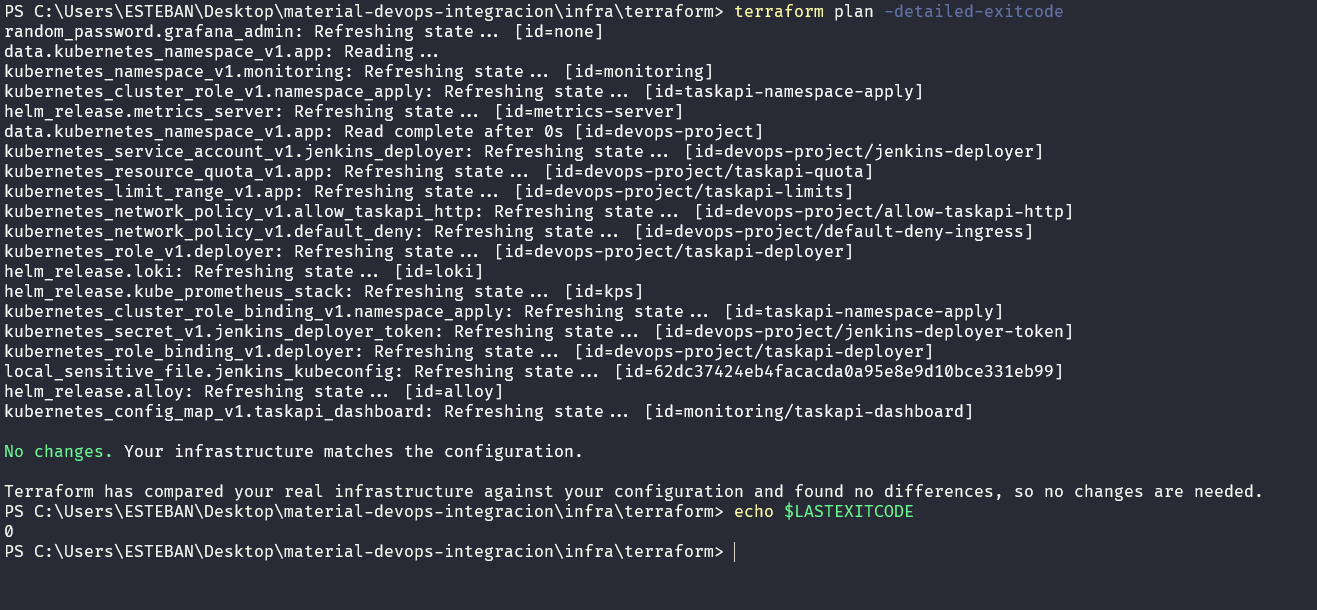 PS C:\Users\ESTEBAN\Desktop\material-devops-integracion\infra\terraform> terraform plan -detailed-exitcode
random_password.grafana_admin: Refreshing state... [id=none]
data.kubernetes_namespace_v1.app: Reading...
kubernetes_namespace_v1.monitoring: Refreshing state... [id=monitoring]
kubernetes_cluster_role_v1.namespace_apply: Refreshing state... [id=taskapi-namespace-apply]
helm_release.metrics_server: Refreshing state... [id=metrics-server]
data.kubernetes_namespace_v1.app: Read complete after 0s [id=devops-project]
kubernetes_service_account_v1.jenkins_deployer: Refreshing state... [id=devops-project/jenkins-deployer]
kubernetes_resource_quota_v1.app: Refreshing state... [id=devops-project/taskapi-quota]
kubernetes_limit_range_v1.app: Refreshing state... [id=devops-project/taskapi-limits]
kubernetes_network_policy_v1.allow_taskapi_http: Refreshing state... [id=devops-project/allow-taskapi-http]
kubernetes_network_policy_v1.default_deny: Refreshing state... [id=devops-project/default-deny-ingress]
kubernetes_role_v1.deployer: Refreshing state... [id=devops-project/taskapi-deployer]
helm_release.loki: Refreshing state... [id=loki]
helm_release.kube_prometheus_stack: Refreshing state... [id=kps]
kubernetes_cluster_role_binding_v1.namespace_apply: Refreshing state... [id=taskapi-namespace-apply]
kubernetes_secret_v1.jenkins_deployer_token: Refreshing state... [id=devops-project/jenkins-deployer-token]
kubernetes_role_binding_v1.deployer: Refreshing state... [id=devops-project/taskapi-deployer]
local_sensitive_file.jenkins_kubeconfig: Refreshing state... [id=62dc37424eb4facacda0a95e8e9d10bce331eb99]
helm_release.alloy: Refreshing state... [id=alloy]
kubernetes_config_map_v1.taskapi_dashboard: Refreshing state... [id=monitoring/taskapi-dashboard]
No changes. Your infrastructure matches the configuration.
Terraform has compared your real infrastructure against your configuration and found no differences, so no changes are needed.
PS C:\Users\ESTEBAN\Desktop\material-devops-integracion\infra\terraform> echo $LASTEXITCODE
0
PS C:\Users\ESTEBAN\Desktop\material-devops-integracion\infra\terraform>